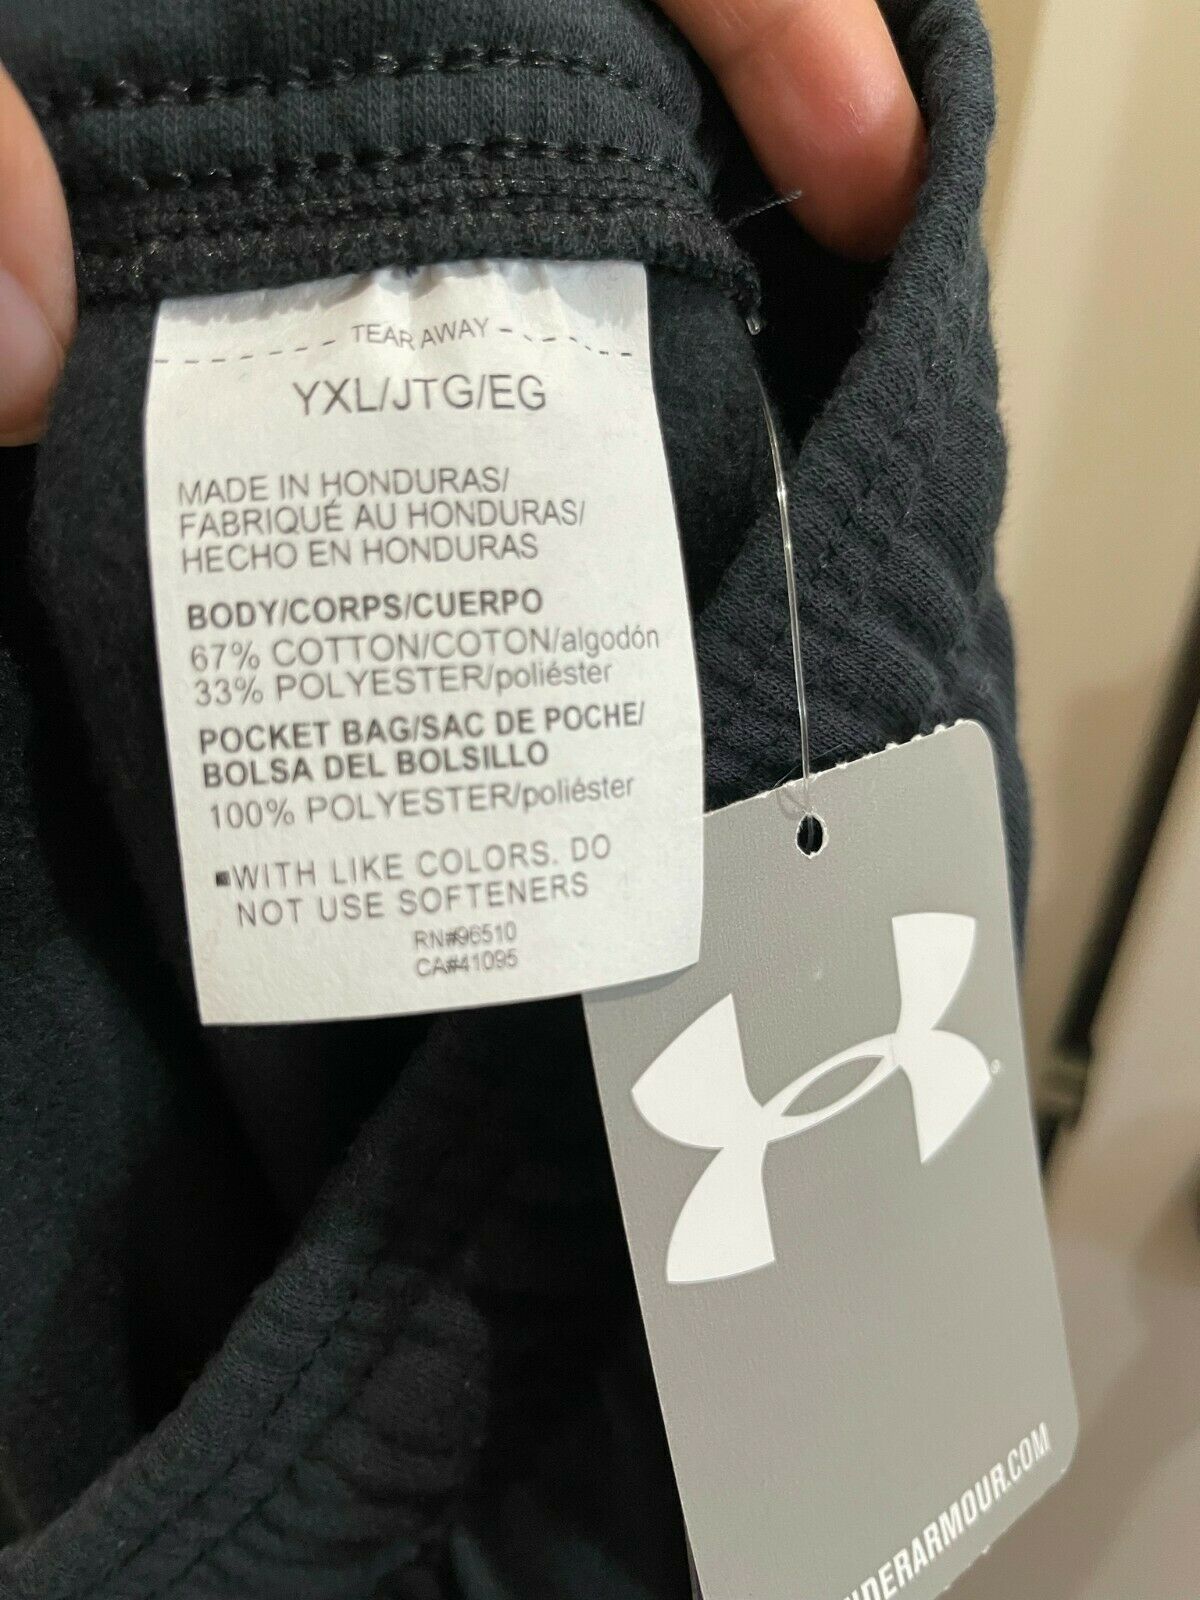 TEAR AWAY
YXL/JTG/EG
MADE IN HONDURAS/
FABRIQUÉ AU HONDURAS/
HECHO EN HONDURAS
BODY/CORPS/CUERPO
67% COTTON/COTON/algodón
33% POLYESTER/poliéster
POCKET BAG/SAC DE POCHE/
BOLSA DEL BOLSILLO
100% POLYESTER/poliéster
■WITH LIKE COLORS. DO
NOT USE SOFTENERS
RN#96510
CA#41095
®
NDERARMOUR.COM